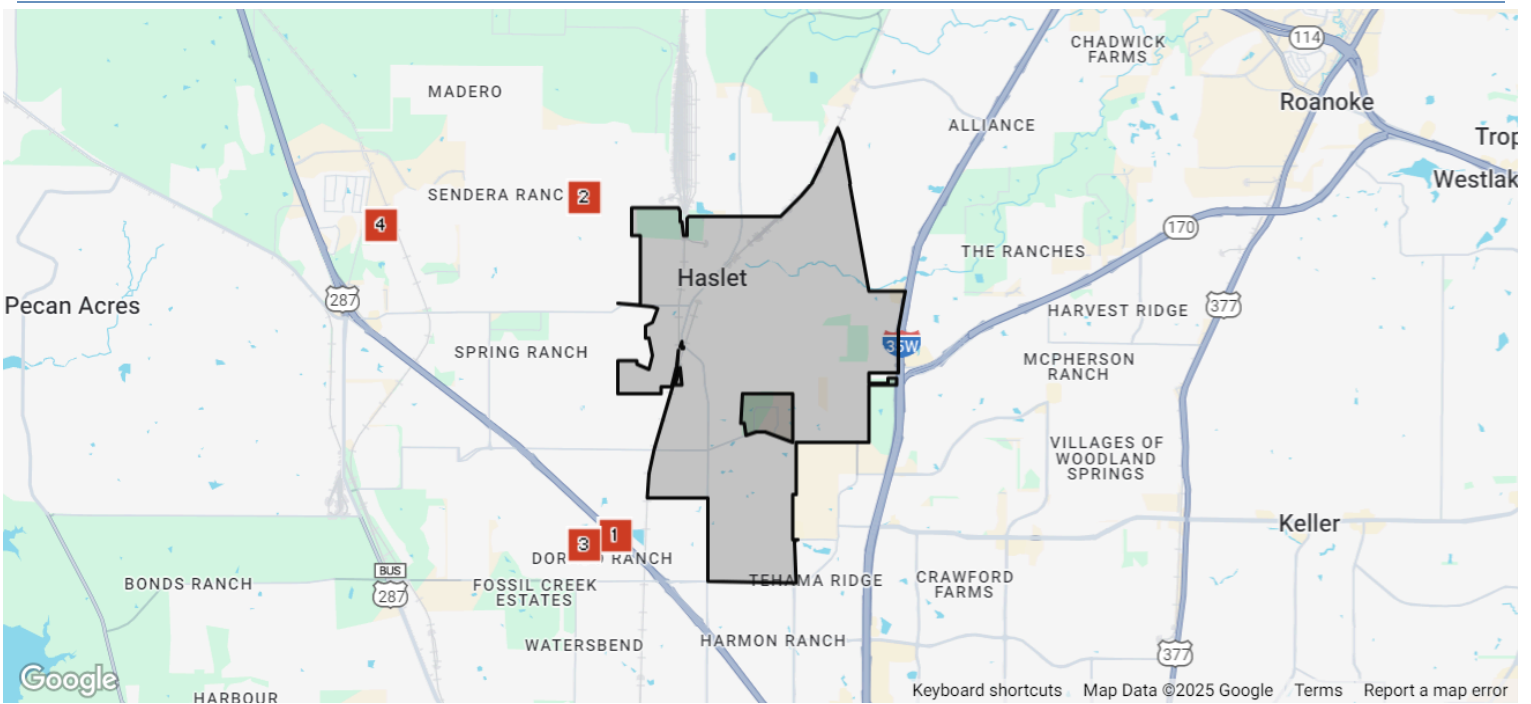 CHADWICK
FARMS
114
Roanoke
MADERO
ALLIANCE
Westlak
SENDERA RANC
2
4
170
THE RANCHES
Haslet
287
Pecan Acres
377
HARVEST RIDGE
35W
SPRING RANCH
MCPHERSON
RANCH
VILLAGES OF
WOODLAND
SPRINGS
Keller
1
3
DOR
O RANCH
BUS
287
BONDS RANCH
FOSSIL CREEK
ESTATES
TEHAMA RIDGE
CRAWFORD
FARMS
WATERSBEND
HARMON RANCH
377
Google
HARBOUR
Keyboard shortcuts
Map Data ©2025 Google
Terms
Report a map error